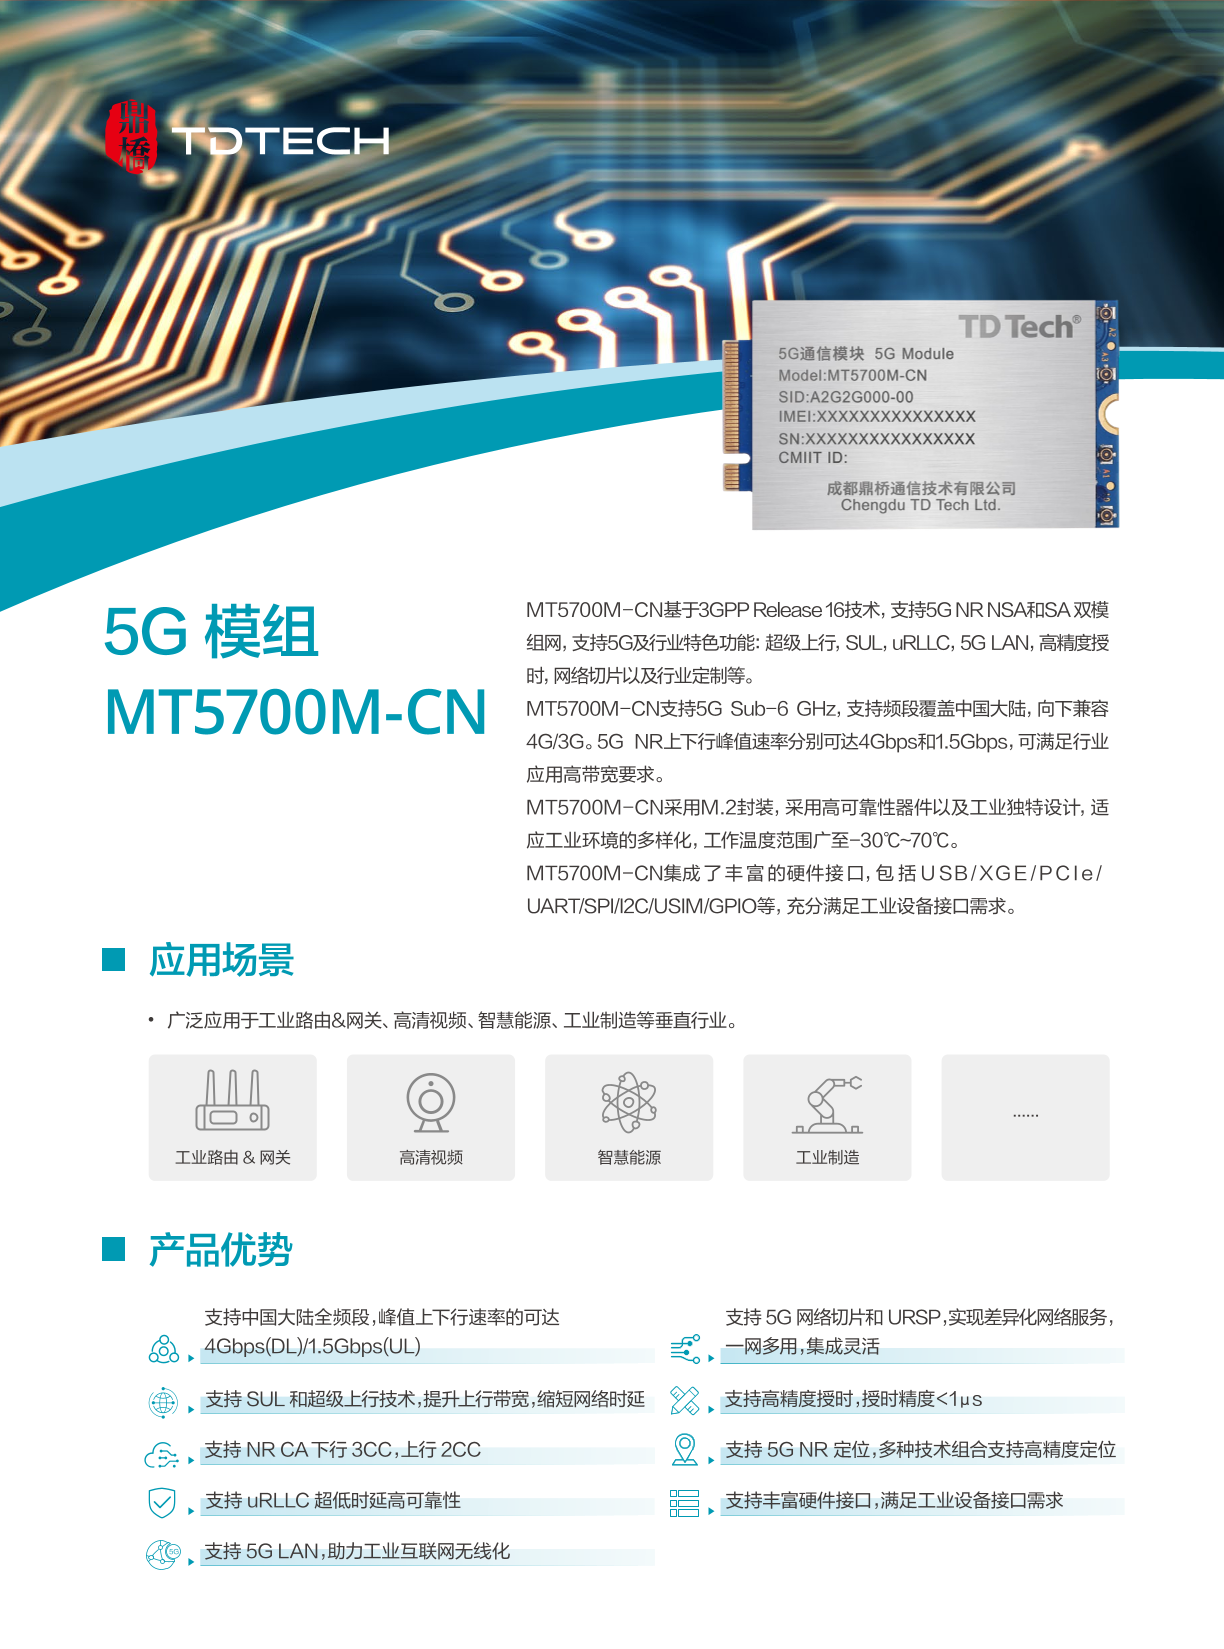 鼎橋 TDTECH
TD Tech®
5G通信模块 5G Module
Model:MT5700M-CN
SID:A2G2G000-00
IMEI:XXXXXXXXXXXXXXX
SN:XXXXXXXXXXXXXXXX
CMIIT ID:
成都鼎桥通信技术有限公司
Chengdu TD Tech Ltd.
A2
A3
A1
5G 模组
MT5700M-CN
MT5700M-CN基于3GPP Release 16技术，支持5G NR NSA和SA 双模
组网，支持5G及行业特色功能：超级上行，SUL，uRLLC，5G LAN，高精度授
时，网络切片以及行业定制等。
MT5700M-CN支持5G Sub-6 GHz，支持频段覆盖中国大陆，向下兼容
4G/3G。5G NR上下行峰值速率分别可达4Gbps和1.5Gbps，可满足行业
应用高带宽要求。
MT5700M-CN采用M.2封装，采用高可靠性器件以及工业独特设计，适
应工业环境的多样化，工作温度范围广至-30℃~70℃。
MT5700M-CN集成了丰富的硬件接口，包括USB/XGE/PCIe/
UART/SPI/I2C/USIM/GPIO等，充分满足工业设备接口需求。
应用场景
• 广泛应用于工业路由&网关、高清视频、智慧能源、工业制造等垂直行业。
工业路由 & 网关
高清视频
智慧能源
工业制造
......
产品优势
支持中国大陆全频段，峰值上下行速率的可达
4Gbps(DL)/1.5Gbps(UL)
支持 SUL 和超级上行技术，提升上行带宽，缩短网络时延
支持 NR CA 下行 3CC，上行 2CC
支持 uRLLC 超低时延高可靠性
5G
支持 5G LAN，助力工业互联网无线化
支持 5G 网络切片和 URSP，实现差异化网络服务，
一网多用，集成灵活
支持高精度授时，授时精度<1μs
支持 5G NR 定位，多种技术组合支持高精度定位
支持丰富硬件接口，满足工业设备接口需求